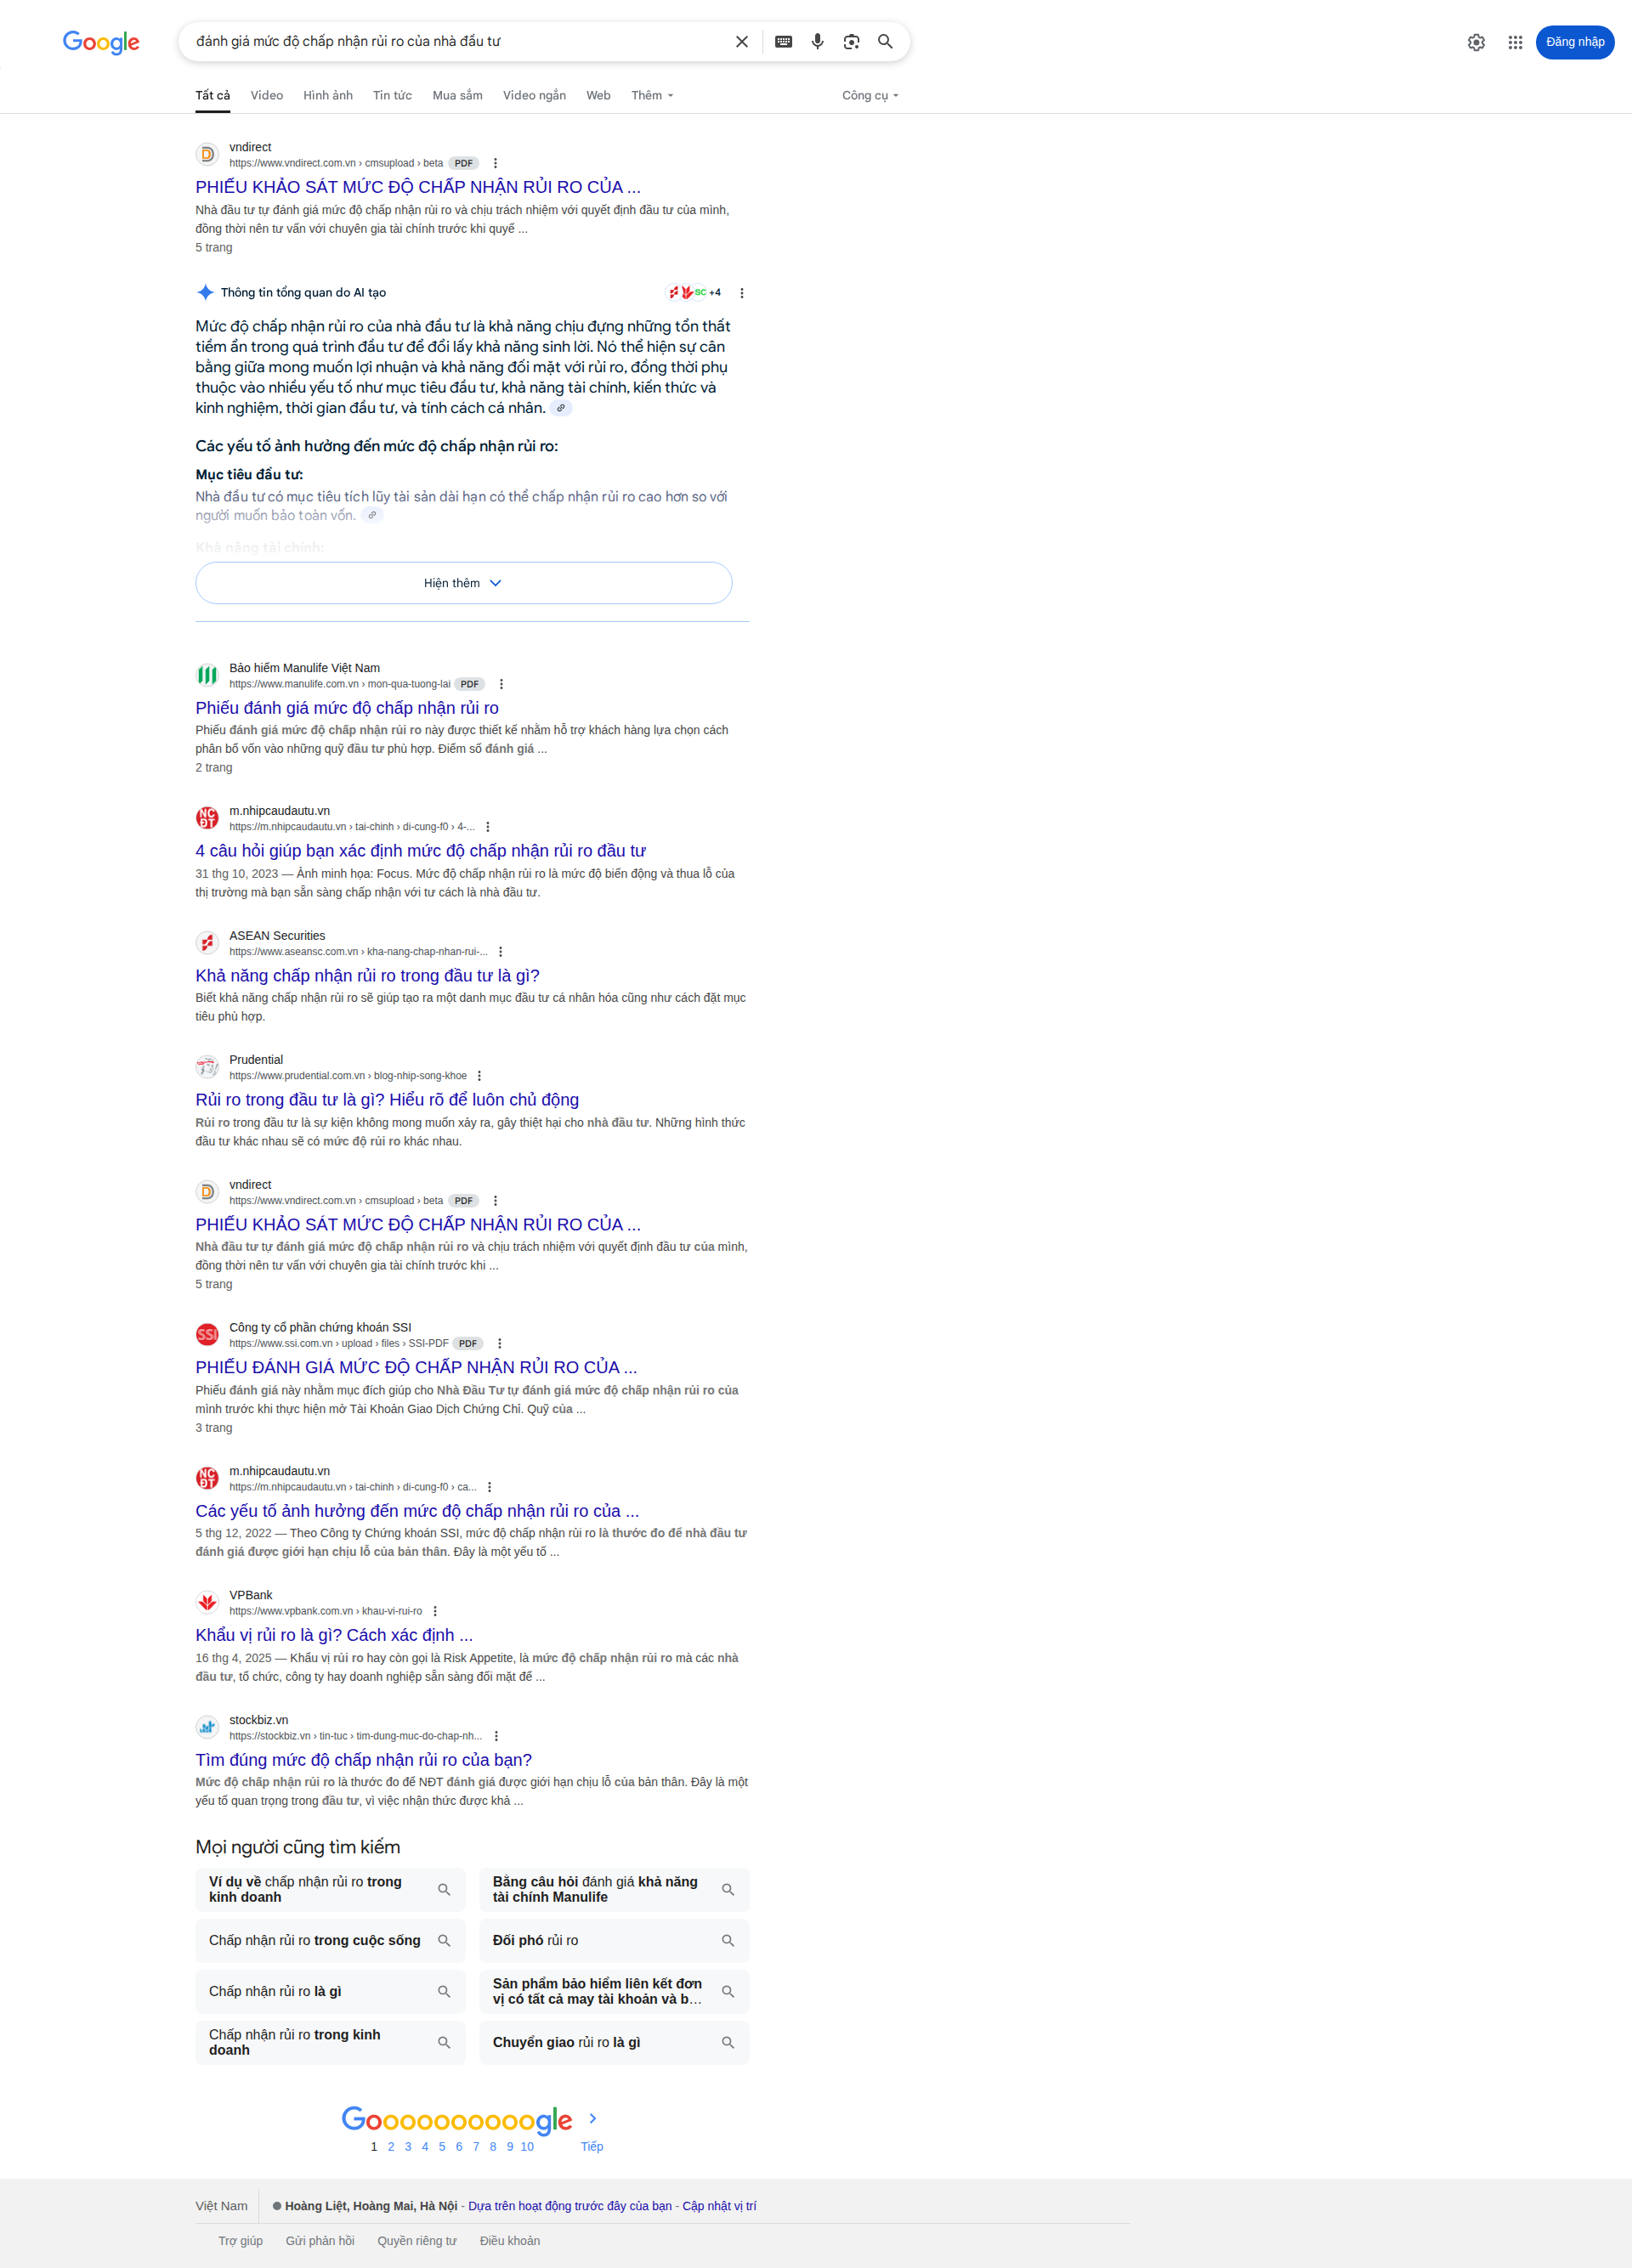 Google
đánh giá mức độ chấp nhận rủi ro của nhà đầu tư
Đăng nhập
Tất cả Video Hình ảnh Tin tức Mua sắm Video ngắn Web Thêm Công cụ
vndirect
https://www.vndirect.com.vn › cmsupload › beta PDF
PHIẾU KHẢO SÁT MỨC ĐỘ CHẤP NHẬN RỦI RO CỦA ...
Nhà đầu tư tự đánh giá mức độ chấp nhận rủi ro và chịu trách nhiệm với quyết định đầu tư của mình,
đồng thời nên tư vấn với chuyên gia tài chính trước khi quyế ...
5 trang
Thông tin tổng quan do AI tạo
SC +4
Mức độ chấp nhận rủi ro của nhà đầu tư là khả năng chịu đựng những tổn thất
tiềm ẩn trong quá trình đầu tư để đổi lấy khả năng sinh lời. Nó thể hiện sự cân
bằng giữa mong muốn lợi nhuận và khả năng đối mặt với rủi ro, đồng thời phụ
thuộc vào nhiều yếu tố như mục tiêu đầu tư, khả năng tài chính, kiến thức và
kinh nghiệm, thời gian đầu tư, và tính cách cá nhân.
Các yếu tố ảnh hưởng đến mức độ chấp nhận rủi ro:
Mục tiêu đầu tư:
Nhà đầu tư có mục tiêu tích lũy tài sản dài hạn có thể chấp nhận rủi ro cao hơn so với
người muốn bảo toàn vốn.
Khả năng tài chính:
Hiện thêm
Bảo hiểm Manulife Việt Nam
https://www.manulife.com.vn › mon-qua-tuong-lai PDF
Phiếu đánh giá mức độ chấp nhận rủi ro
Phiếu đánh giá mức độ chấp nhận rủi ro này được thiết kế nhằm hỗ trợ khách hàng lựa chọn cách
phân bổ vốn vào những quỹ đầu tư phù hợp. Điểm số đánh giá ...
2 trang
NC
ĐT
m.nhipcaudautu.vn
https://m.nhipcaudautu.vn › tai-chinh › di-cung-f0 › 4-...
4 câu hỏi giúp bạn xác định mức độ chấp nhận rủi ro đầu tư
31 thg 10, 2023 — Ảnh minh họa: Focus. Mức độ chấp nhận rủi ro là mức độ biến động và thua lỗ của
thị trường mà bạn sẵn sàng chấp nhận với tư cách là nhà đầu tư.
ASEAN Securities
https://www.aseansc.com.vn › kha-nang-chap-nhan-rui-...
Khả năng chấp nhận rủi ro trong đầu tư là gì?
Biết khả năng chấp nhận rủi ro sẽ giúp tạo ra một danh mục đầu tư cá nhân hóa cũng như cách đặt mục
tiêu phù hợp.
Prudential
https://www.prudential.com.vn › blog-nhip-song-khoe
Rủi ro trong đầu tư là gì? Hiểu rõ để luôn chủ động
Rủi ro trong đầu tư là sự kiện không mong muốn xảy ra, gây thiệt hại cho nhà đầu tư. Những hình thức
đầu tư khác nhau sẽ có mức độ rủi ro khác nhau.
vndirect
https://www.vndirect.com.vn › cmsupload › beta PDF
PHIẾU KHẢO SÁT MỨC ĐỘ CHẤP NHẬN RỦI RO CỦA ...
Nhà đầu tư tự đánh giá mức độ chấp nhận rủi ro và chịu trách nhiệm với quyết định đầu tư của mình,
đồng thời nên tư vấn với chuyên gia tài chính trước khi ...
5 trang
SSI
Công ty cổ phần chứng khoán SSI
https://www.ssi.com.vn › upload › files › SSI-PDF PDF
PHIẾU ĐÁNH GIÁ MỨC ĐỘ CHẤP NHẬN RỦI RO CỦA ...
Phiếu đánh giá này nhằm mục đích giúp cho Nhà Đầu Tư tự đánh giá mức độ chấp nhận rủi ro của
mình trước khi thực hiện mở Tài Khoản Giao Dịch Chứng Chỉ. Quỹ của ...
3 trang
NC
ĐT
m.nhipcaudautu.vn
https://m.nhipcaudautu.vn › tai-chinh › di-cung-f0 › ca...
Các yếu tố ảnh hưởng đến mức độ chấp nhận rủi ro của ...
5 thg 12, 2022 — Theo Công ty Chứng khoán SSI, mức độ chấp nhận rủi ro là thước đo để nhà đầu tư
đánh giá được giới hạn chịu lỗ của bản thân. Đây là một yếu tố ...
VPBank
https://www.vpbank.com.vn › khau-vi-rui-ro
Khẩu vị rủi ro là gì? Cách xác định ...
16 thg 4, 2025 — Khẩu vị rủi ro hay còn gọi là Risk Appetite, là mức độ chấp nhận rủi ro mà các nhà
đầu tư, tổ chức, công ty hay doanh nghiệp sẵn sàng đối mặt để ...
stockbiz.vn
https://stockbiz.vn › tin-tuc › tim-dung-muc-do-chap-nh...
Tìm đúng mức độ chấp nhận rủi ro của bạn?
Mức độ chấp nhận rủi ro là thước đo để NĐT đánh giá được giới hạn chịu lỗ của bản thân. Đây là một
yếu tố quan trọng trong đầu tư, vì việc nhận thức được khả ...
Mọi người cũng tìm kiếm
Ví dụ về chấp nhận rủi ro trong
kinh doanh
Bảng câu hỏi đánh giá khả năng
tài chính Manulife
Chấp nhận rủi ro trong cuộc sống
Đối phó rủi ro
Chấp nhận rủi ro là gì
Sản phẩm bảo hiểm liên kết đơn
vị có tất cả may tài khoản và b...
Chấp nhận rủi ro trong kinh
doanh
Chuyển giao rủi ro là gì
Goooooooooogle
1 2 3 4 5 6 7 8 9 10 Tiếp
Việt Nam Hoàng Liệt, Hoàng Mai, Hà Nội - Dựa trên hoạt động trước đây của bạn - Cập nhật vị trí
Trợ giúp Gửi phản hồi Quyền riêng tư Điều khoản